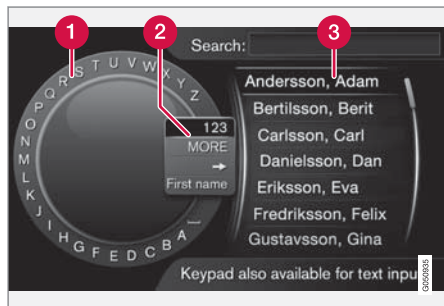 1
2
3
Search:
A B C D E F G H I J K L M N O P Q R S T U V W X Y Z
123
MORE
First name
Andersson, Adam
Bertilsson, Berit
Carlsson, Carl
Danielsson, Dan
Eriksson, Eva
Fredriksson, Felix
Gustavsson, Gina
Keypad also available for text inpu
G050935